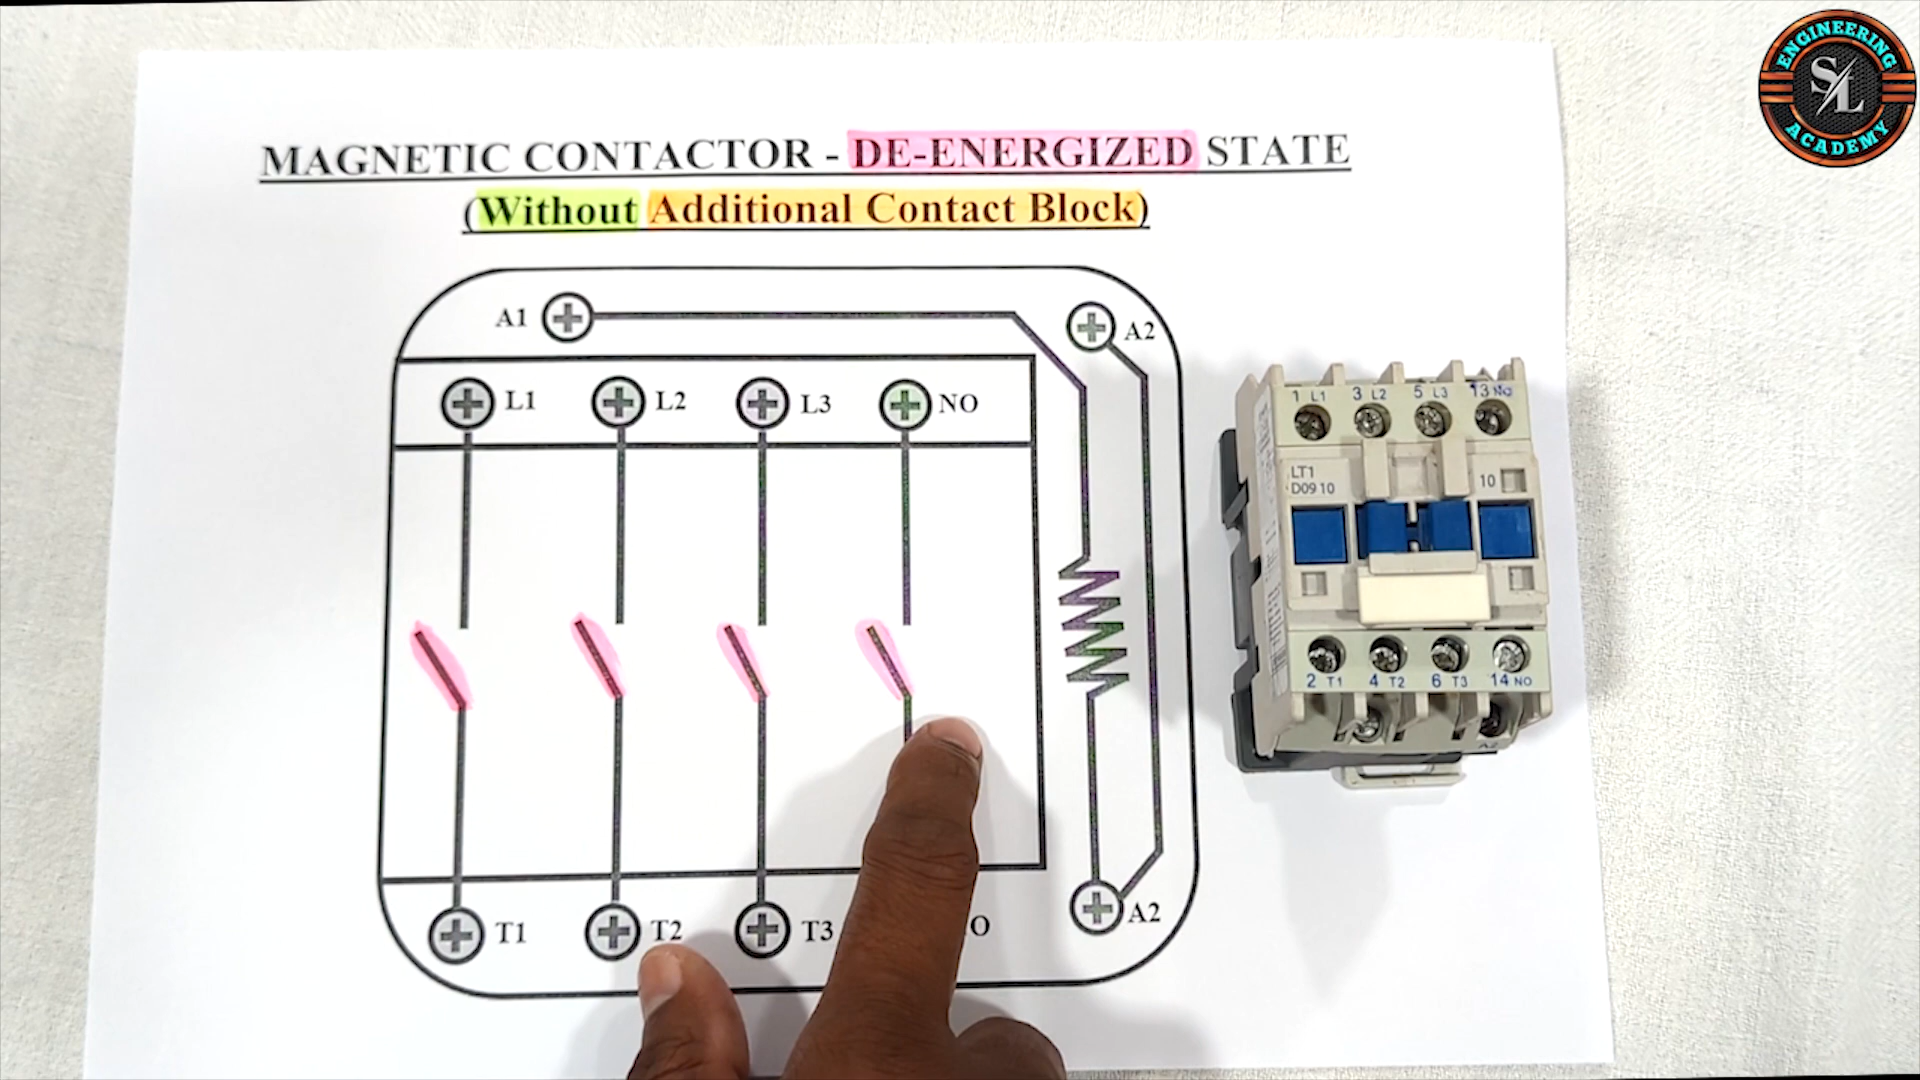 MAGNETIC CONTACTOR - DE-ENERGIZED STATE
(Without Additional Contact Block)
A1
A2
L1 L2 L3 NO
T1 T2 T3
A2
1 L1 3 L2 5 L3 13 NO
LT1
D09 10
10
2 T1 4 T2 6 T3 14 NO
A2
ENGINEERING
SL
ACADEMY